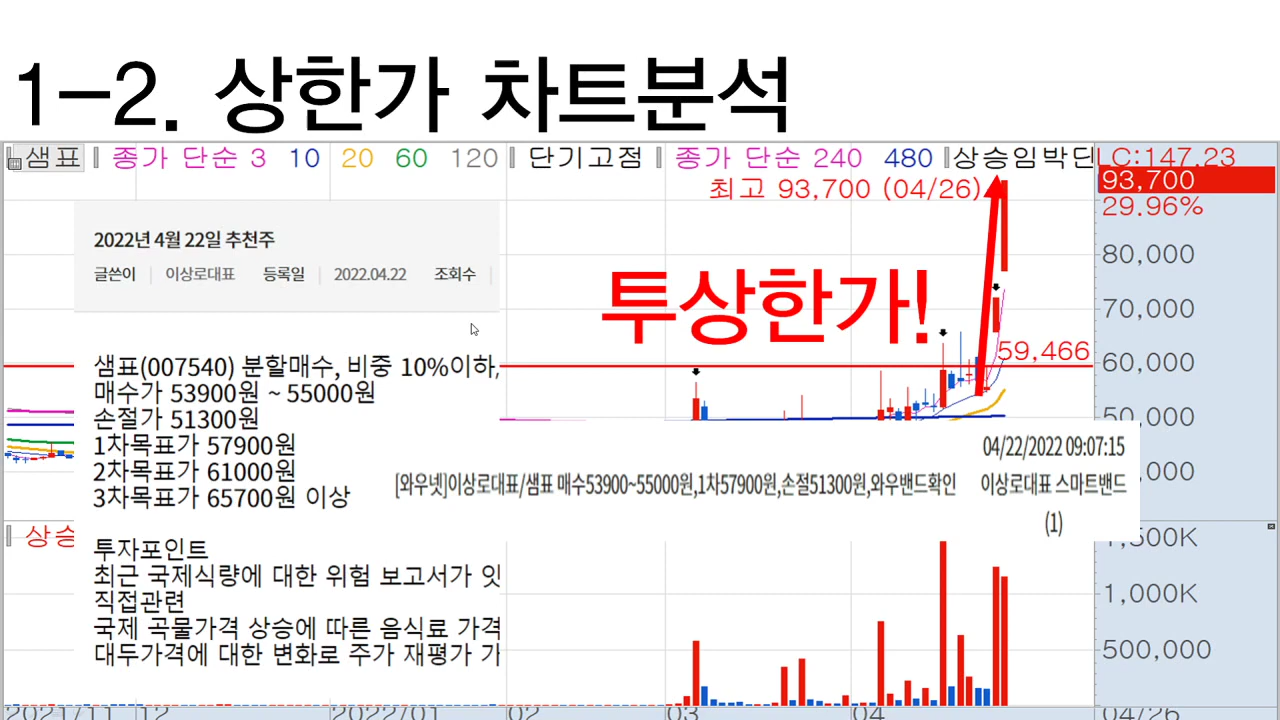 1-2. 상한가 차트분석
샘표 종가 단순 3 10 20 60 120 단기고점 종가 단순 240 480 상승임박단 LC:147.23
최고 93,700 (04/26)
93,700
29.96%
2022년 4월 22일 추천주
글쓴이 이상로대표 등록일 2022.04.22 조회수
80,000
투상한가!
70,000
59,466
60,000
샘표(007540) 분할매수, 비중 10%이하,
매수가 53900원 ~ 55000원
손절가 51300원
50,000
1차목표가 57900원
2차목표가 61000원
3차목표가 65700원 이상
04/22/2022 09:07:15
[와우넷]이상로대표/샘표 매수53900~55000원,1차57900원,손절51300원,와우밴드확인 이상로대표 스마트밴드
(1)
,000
상승
1,500K
투자포인트
최근 국제식량에 대한 위험 보고서가 잇
직접관련
국제 곡물가격 상승에 따른 음식료 가격
대두가격에 대한 변화로 주가 재평가 가
1,000K
500,000
2021/11 12 2022/01 02 03 04 04/26